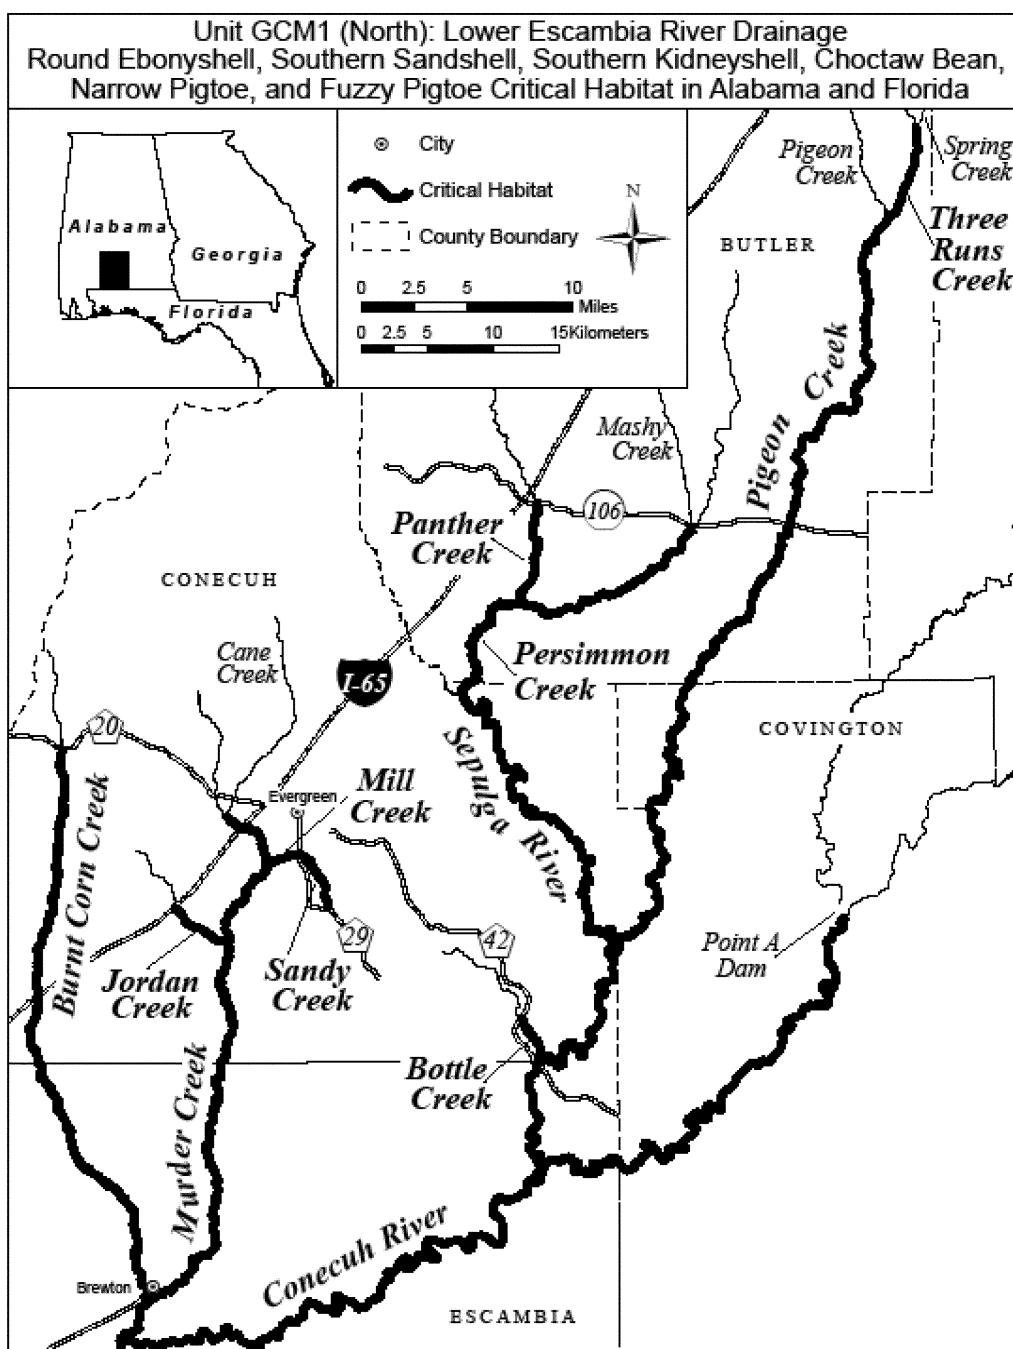 Unit GCM1 (North): Lower Escambia River Drainage
Round Ebonyshell, Southern Sandshell, Southern Kidneyshell, Choctaw Bean,
Narrow Pigtoe, and Fuzzy Pigtoe Critical Habitat in Alabama and Florida
Alabama
Georgia
Florida
City
Critical Habitat
County Boundary
N
0 2.5 5 10
Miles
0 2.5 5 10 15 Kilometers
Pigeon
Creek
Spring
Creek
Three
Runs
Creek
BUTLER
Pigeon Creek
Mashy
Creek
106
Panther
Creek
CONECUH
Cane
Creek
I-65
Persimmon
Creek
20
COVINGTON
Sepulga River
Mill
Creek
Evergreen
Burnt Corn Creek
29
42
Jordan
Creek
Sandy
Creek
Point A
Dam
Bottle
Creek
Murder Creek
Conecuh River
Brewton
ESCAMBIA